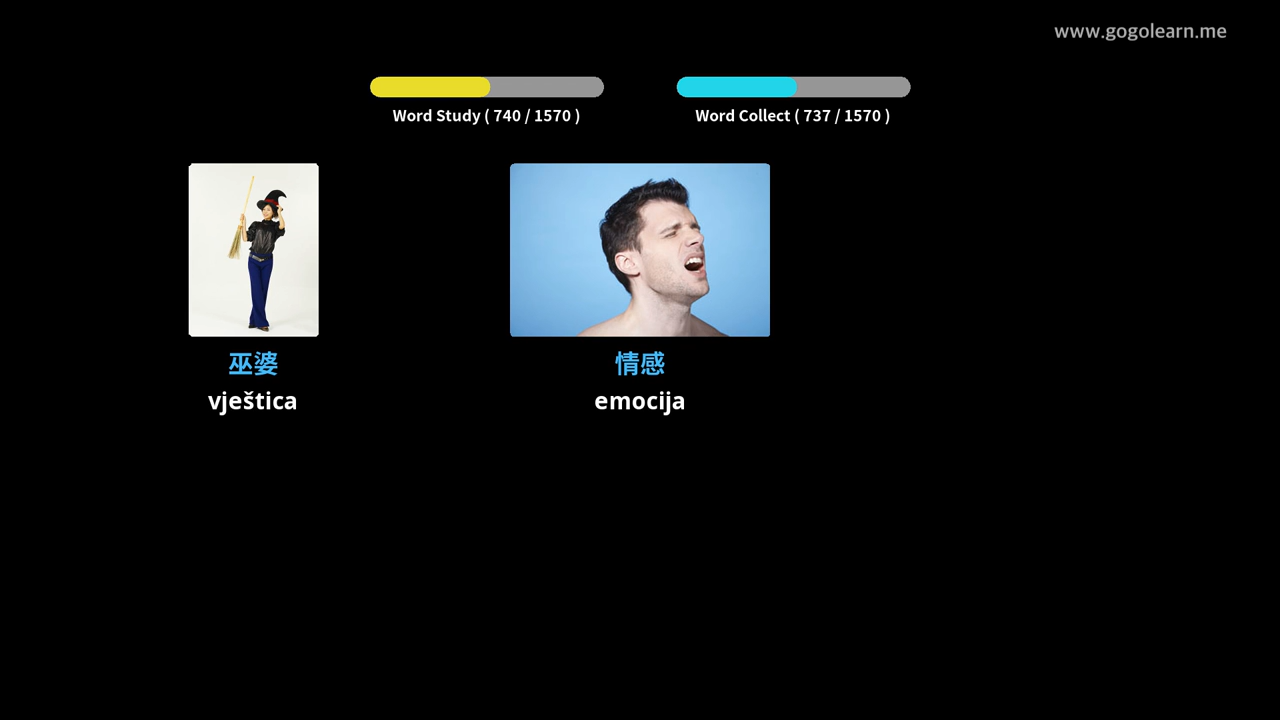 www.gogolearn.me
Word Study ( 740 / 1570 )
Word Collect ( 737 / 1570 )
巫婆
vještica
情感
emocija